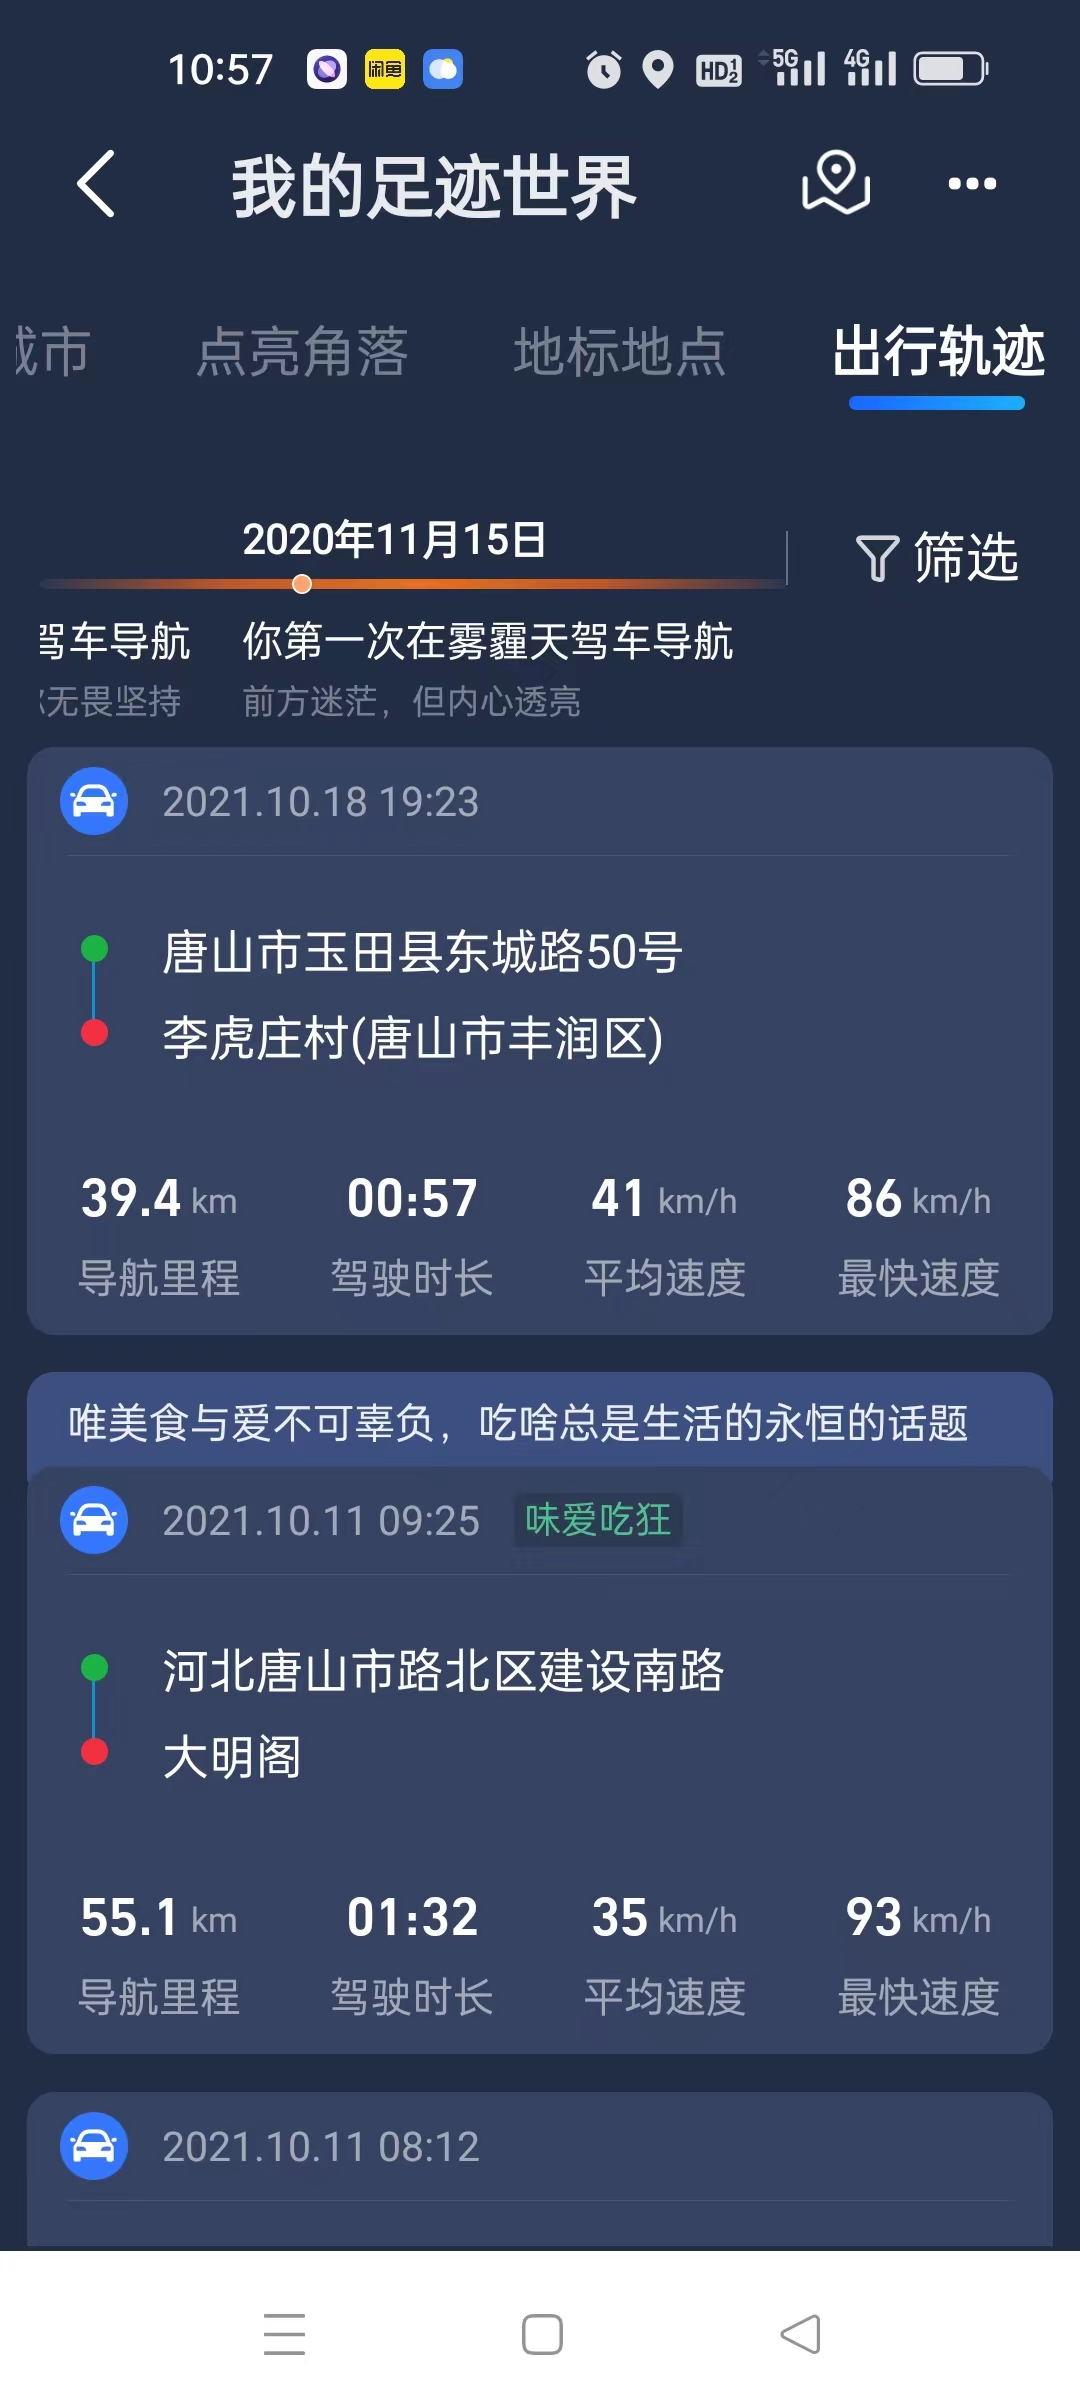 10:57 闲鱼 HD 1 2 5G 4G
我的足迹世界
城市 点亮角落 地标地点 出行轨迹
2020年11月15日 筛选
驾车导航 你第一次在雾霾天驾车导航
无畏坚持 前方迷茫，但内心透亮
2021.10.18 19:23
唐山市玉田县东城路50号
李虎庄村(唐山市丰润区)
39.4 km 00:57 41 km/h 86 km/h
导航里程 驾驶时长 平均速度 最快速度
唯美食与爱不可辜负，吃啥总是生活的永恒的话题
2021.10.11 09:25 味爱吃狂
河北唐山市路北区建设南路
大明阁
55.1 km 01:32 35 km/h 93 km/h
导航里程 驾驶时长 平均速度 最快速度
2021.10.11 08:12